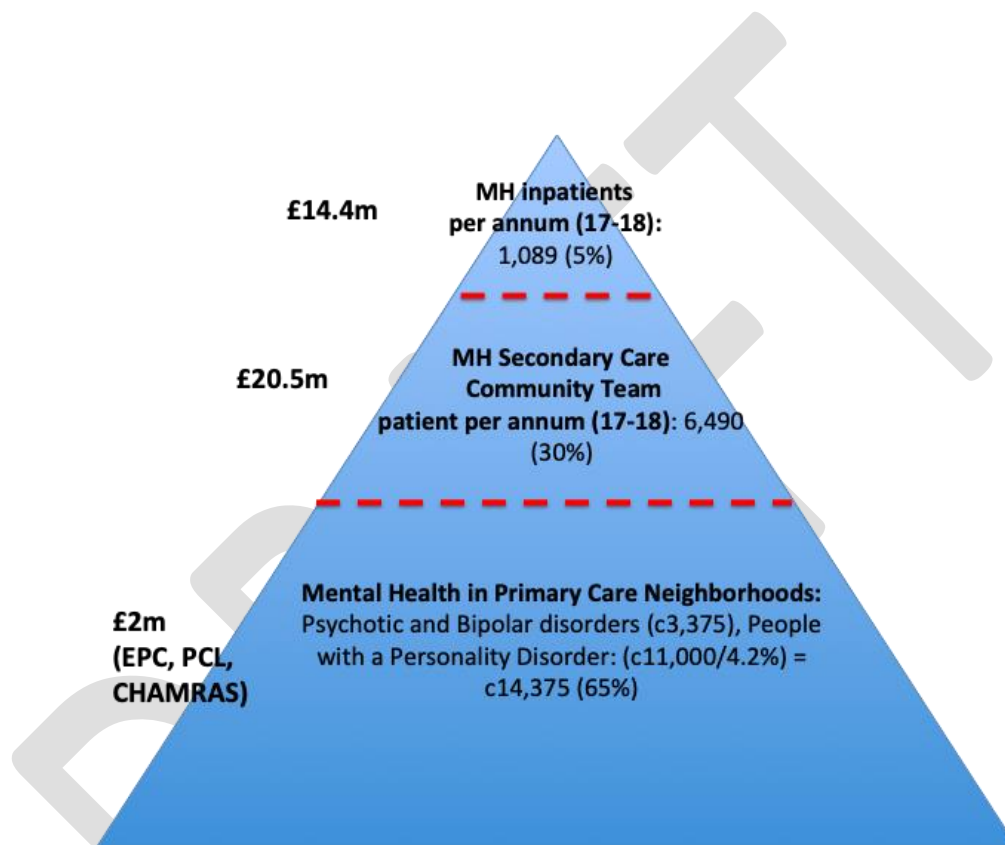 DRAFT
MH inpatients
£14.4m
per annum (17-18):
1,089 (5%)
MH Secondary Care
£20.5m
Community Team
patient per annum (17-18): 6,490
(30%)
Mental Health in Primary Care Neighborhoods:
£2m
Psychotic and Bipolar disorders (c3,375), People
(EPC, PCL,
with a Personality Disorder: (c11,000/4.2%) =
CHAMRAS)
c14,375 (65%)